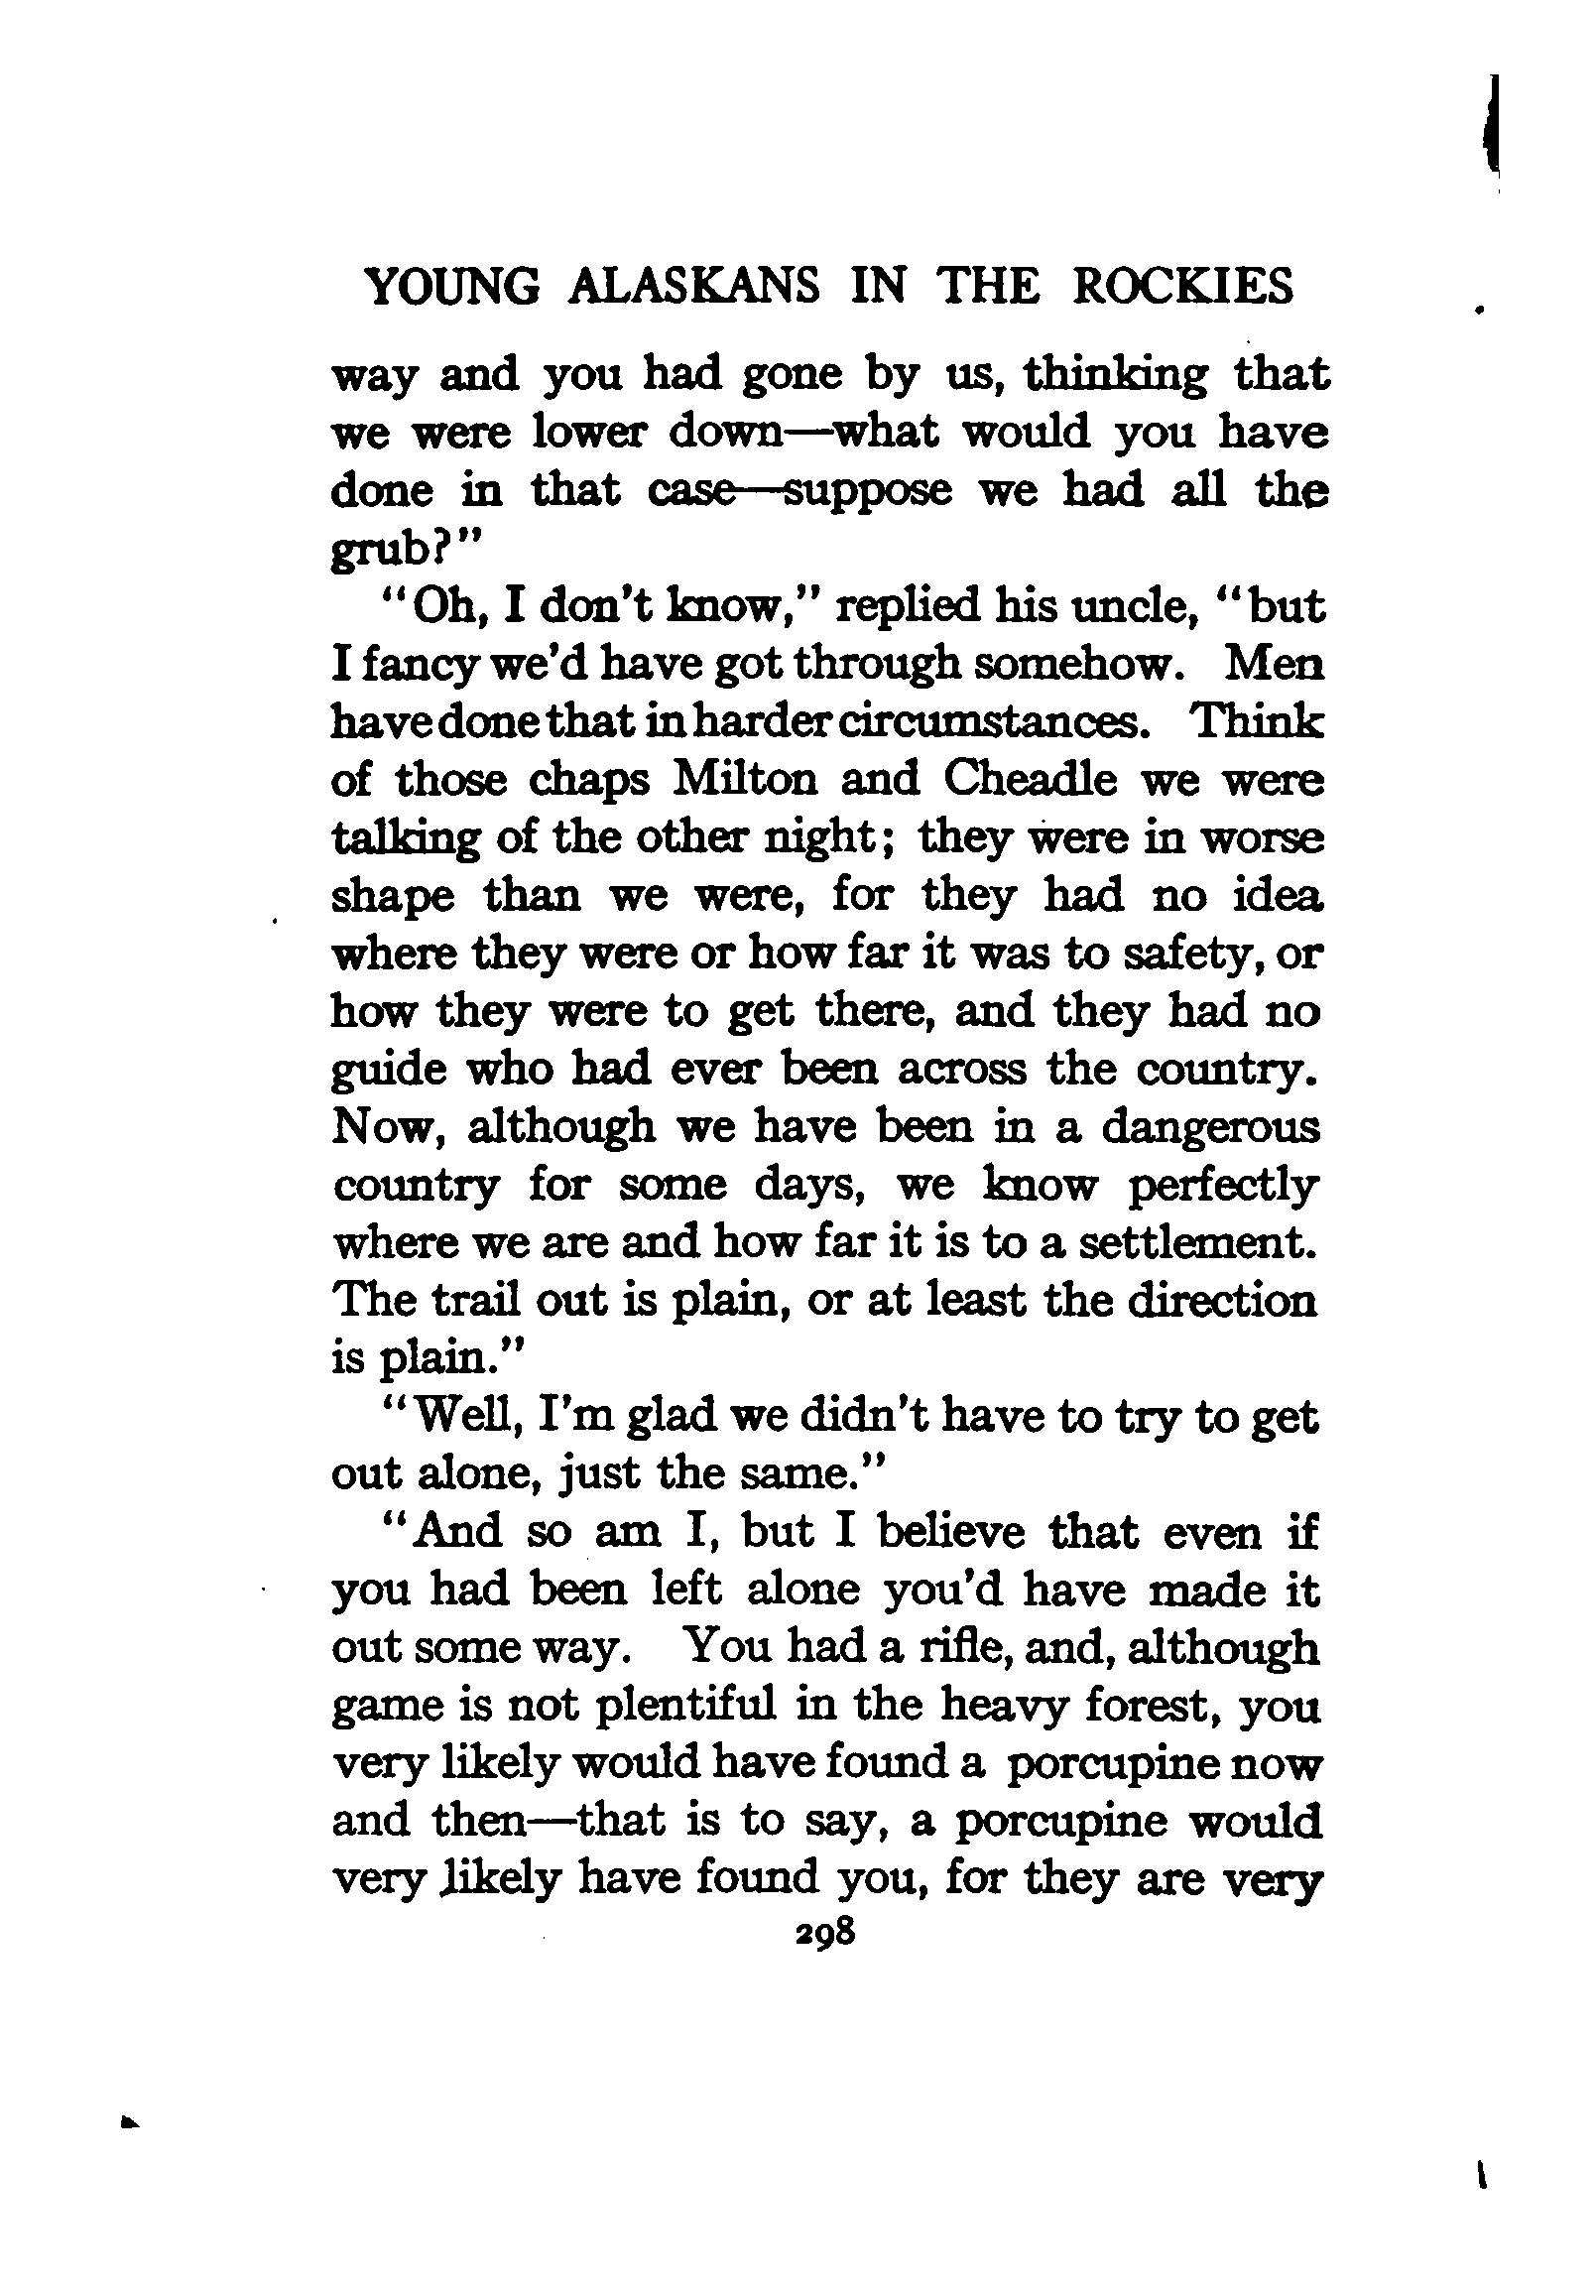 YOUNG ALASKANS IN THE ROCKIES
way and you had gone by us, thinking that
we were lower down—what would you have
done in that case—suppose we had all the
grub?"
"Oh, I don't know," replied his uncle, "but
I fancy we'd have got through somehow. Men
have done that in harder circumstances. Think
of those chaps Milton and Cheadle we were
talking of the other night; they were in worse
shape than we were, for they had no idea
where they were or how far it was to safety, or
how they were to get there, and they had no
guide who had ever been across the country.
Now, although we have been in a dangerous
country for some days, we know perfectly
where we are and how far it is to a settlement.
The trail out is plain, or at least the direction
is plain."
"Well, I'm glad we didn't have to try to get
out alone, just the same."
"And so am I, but I believe that even if
you had been left alone you'd have made it
out some way. You had a rifle, and, although
game is not plentiful in the heavy forest, you
very likely would have found a porcupine now
and then—that is to say, a porcupine would
very likely have found you, for they are very
298